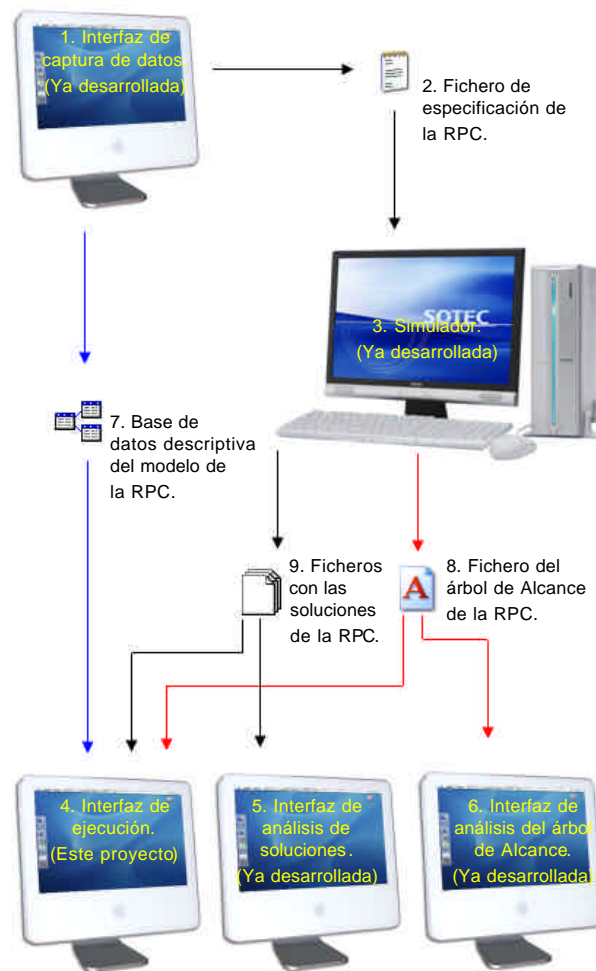 1. Interfaz de
captura de datos.
(Ya desarrollada)
2. Fichero de
especificación de
la RPC.
SOTEC
3. Simulador.
(Ya desarrollada)
7. Base de
datos descriptiva
del modelo de
la RPC.
9. Ficheros
con las
soluciones
de la RPC.
A
8. Fichero del
árbol de Alcance
de la RPC.
4. Interfaz de
ejecución.
(Este proyecto)
5. Interfaz de
análisis de
soluciones.
(Ya desarrollada)
6. Interfaz de
análisis del árbol
de Alcance.
(Ya desarrollada)